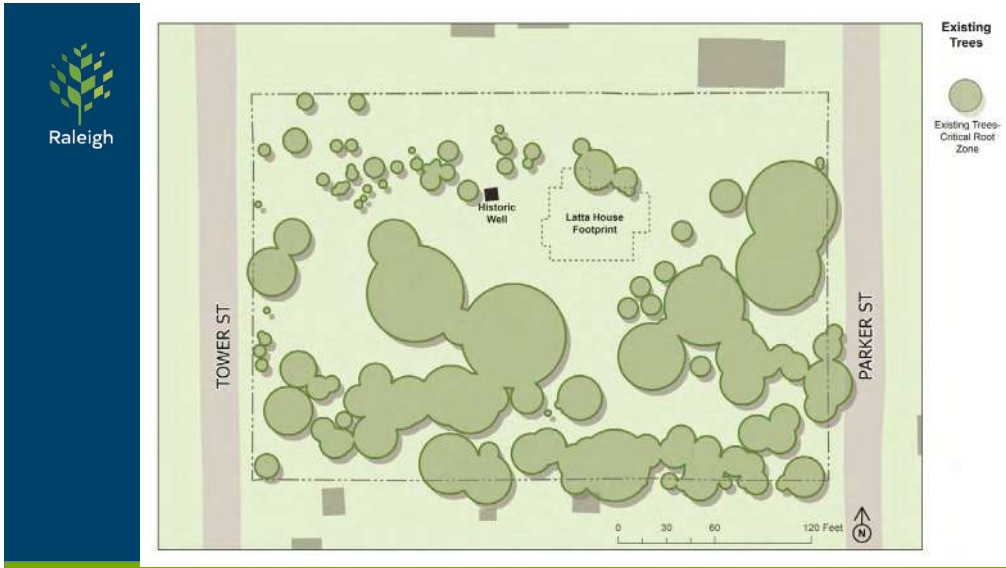 Raleigh
Existing
Trees
Existing Trees-
Critical Root
Zone
Historic
Well
Latta House
Footprint
TOWER ST
PARKER ST
0 30 60 120 Feet
N